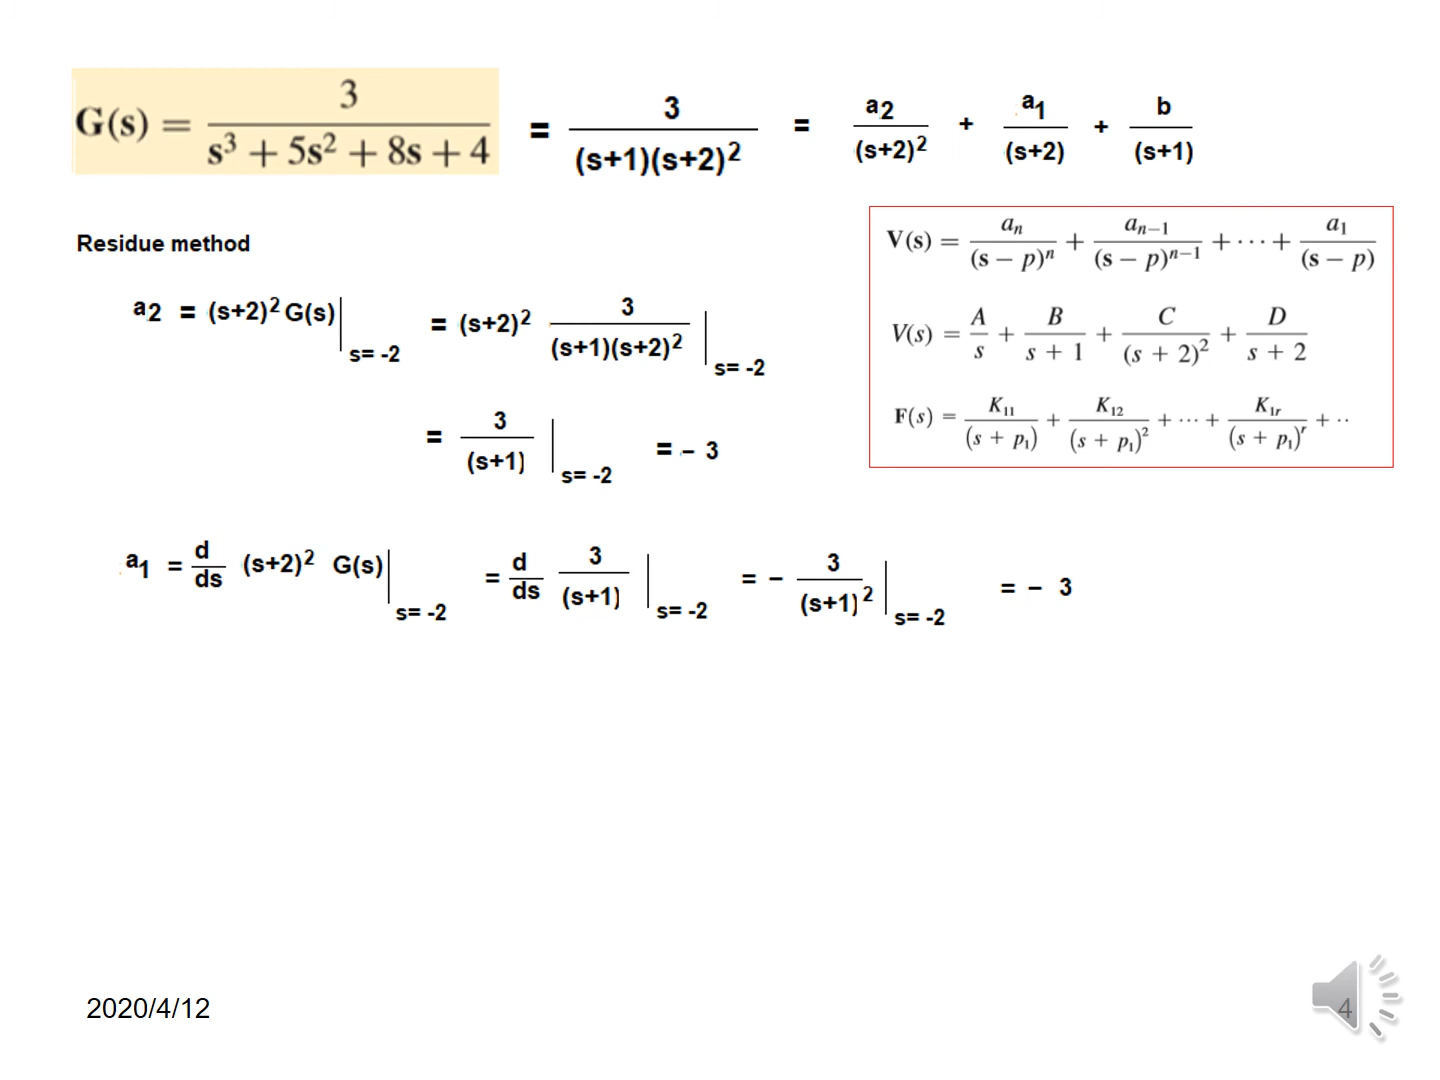 G(s) = 3 / (s³ + 5s² + 8s + 4) = 3 / ((s+1)(s+2)²) = a₂ / (s+2)² + a₁ / (s+2) + b / (s+1)
Residue method
V(s) = aₙ / (s − p)ⁿ + aₙ₋₁ / (s − p)ⁿ⁻¹ + ⋯ + a₁ / (s − p)
V(s) = A / s + B / (s + 1) + C / (s + 2)² + D / (s + 2)
F(s) = K₁₁ / (s + p₁) + K₁₂ / (s + p₁)² + ⋯ + K₁ᵣ / (s + p₁)ʳ + ··
a₂ = (s+2)² G(s) | s= -2 = (s+2)² 3 / ((s+1)(s+2)²) | s= -2
= 3 / (s+1) | s= -2 = − 3
a₁ = d/ds (s+2)² G(s) | s= -2 = d/ds 3 / (s+1) | s= -2 = − 3 / (s+1)² | s= -2 = − 3
2020/4/12
4